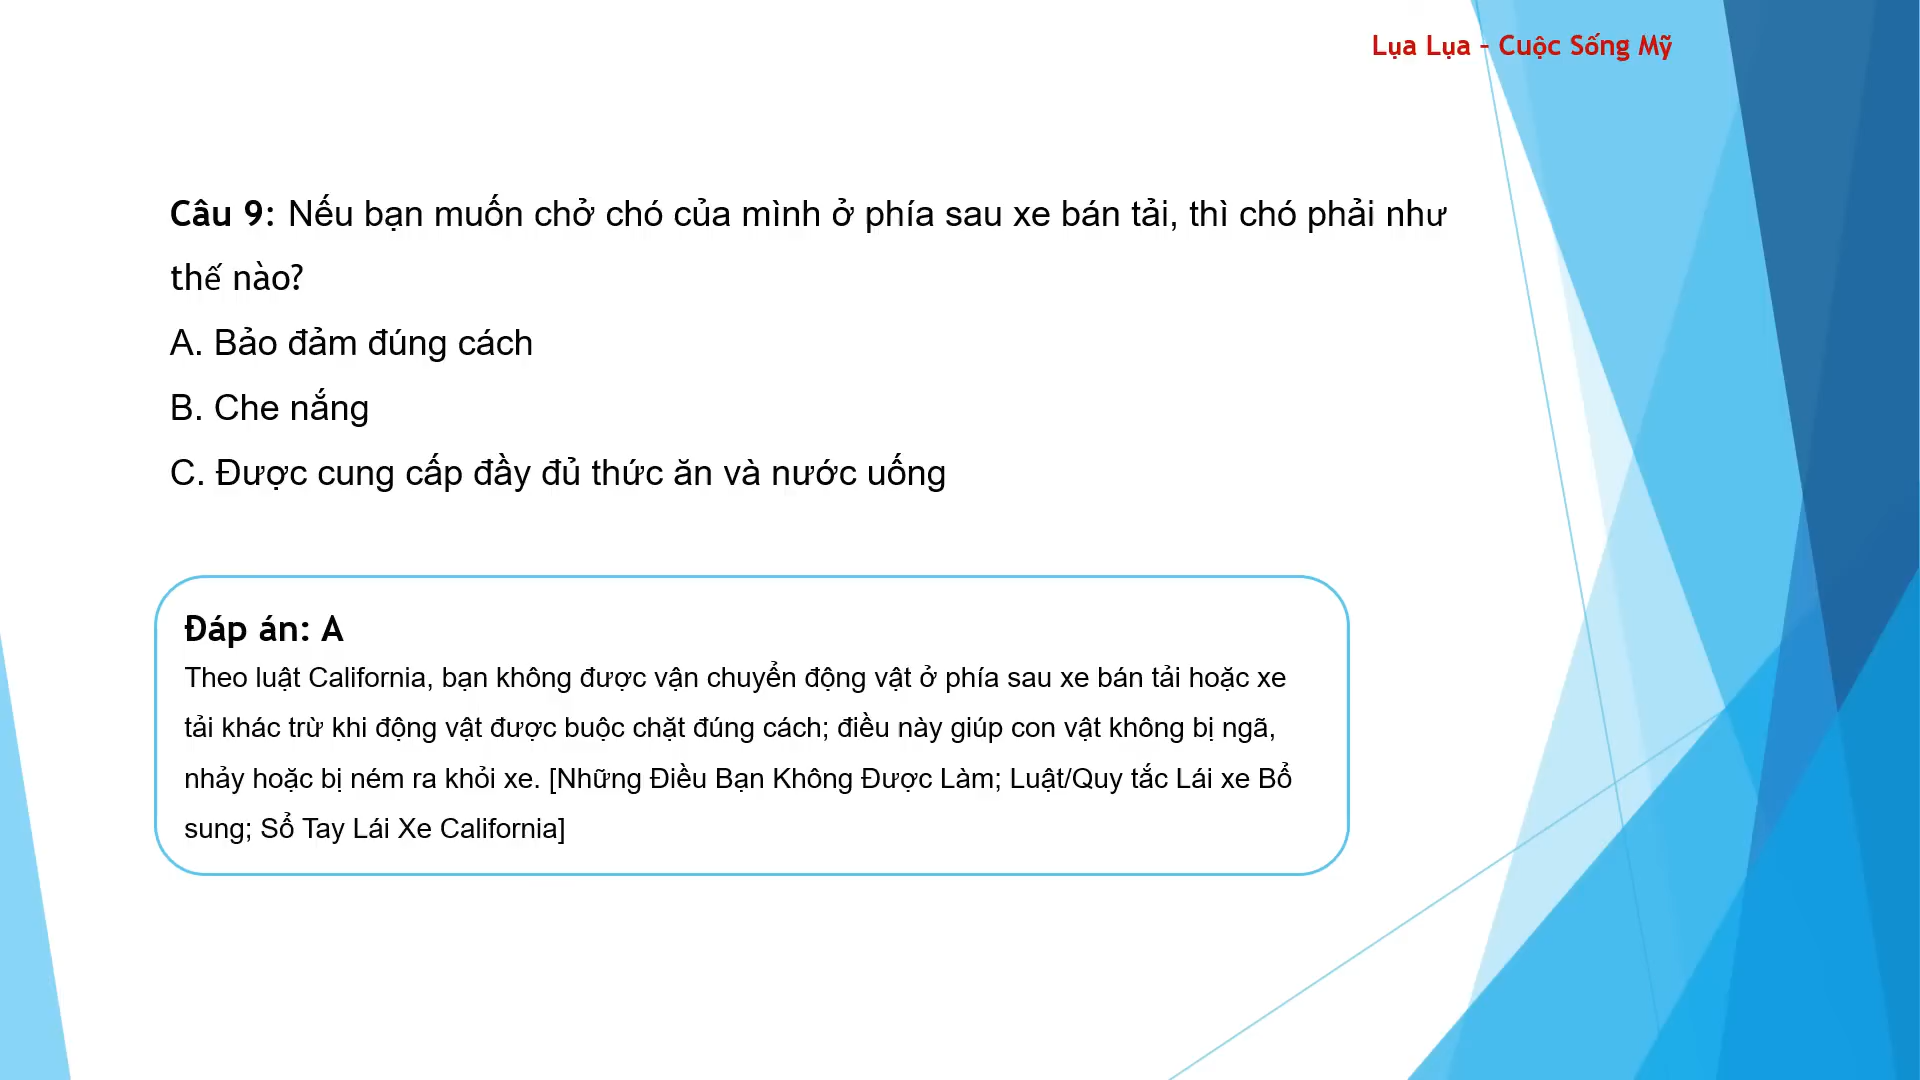 Lụa Lụa – Cuộc Sống Mỹ
Câu 9: Nếu bạn muốn chở chó của mình ở phía sau xe bán tải, thì chó phải như
thế nào?
A. Bảo đảm đúng cách
B. Che nắng
C. Được cung cấp đầy đủ thức ăn và nước uống
Đáp án: A
Theo luật California, bạn không được vận chuyển động vật ở phía sau xe bán tải hoặc xe
tải khác trừ khi động vật được buộc chặt đúng cách; điều này giúp con vật không bị ngã,
nhảy hoặc bị ném ra khỏi xe. [Những Điều Bạn Không Được Làm; Luật/Quy tắc Lái xe Bổ
sung; Sổ Tay Lái Xe California]